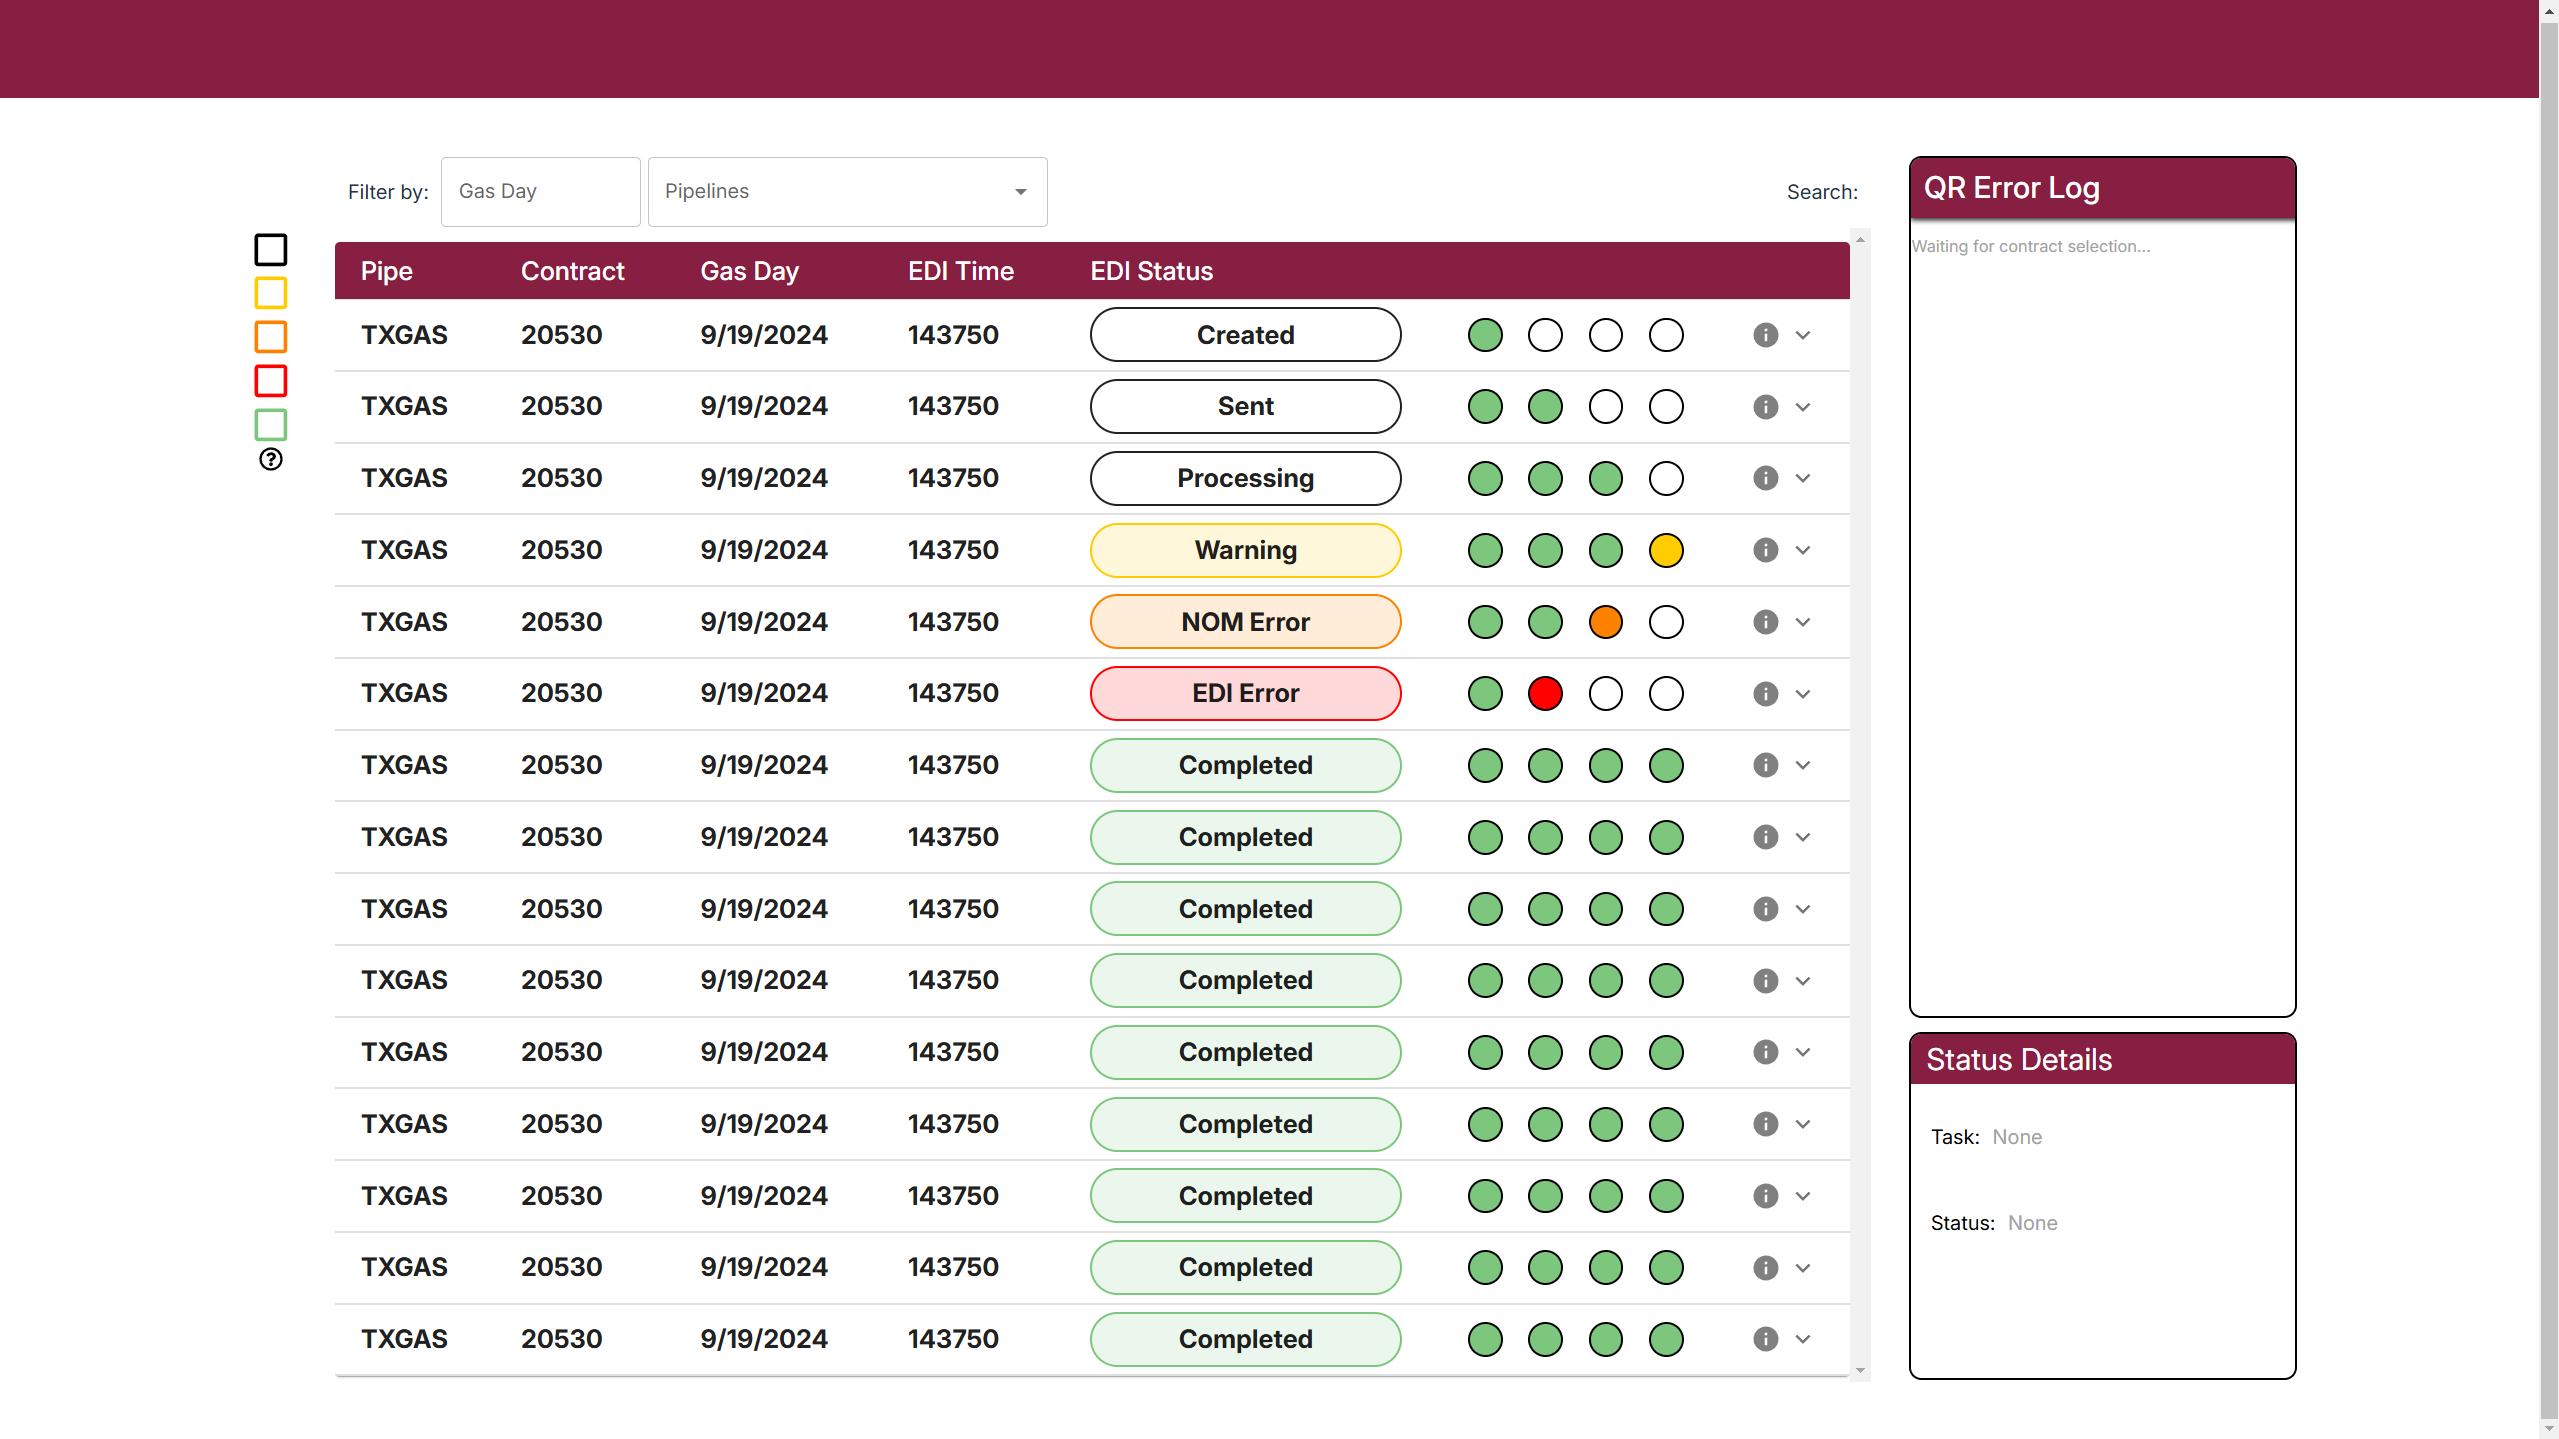 Filter by: Gas Day Pipelines Search:
Pipe Contract Gas Day EDI Time EDI Status
TXGAS 20530 9/19/2024 143750 Created
TXGAS 20530 9/19/2024 143750 Sent
TXGAS 20530 9/19/2024 143750 Processing
TXGAS 20530 9/19/2024 143750 Warning
TXGAS 20530 9/19/2024 143750 NOM Error
TXGAS 20530 9/19/2024 143750 EDI Error
TXGAS 20530 9/19/2024 143750 Completed
TXGAS 20530 9/19/2024 143750 Completed
TXGAS 20530 9/19/2024 143750 Completed
TXGAS 20530 9/19/2024 143750 Completed
TXGAS 20530 9/19/2024 143750 Completed
TXGAS 20530 9/19/2024 143750 Completed
TXGAS 20530 9/19/2024 143750 Completed
TXGAS 20530 9/19/2024 143750 Completed
TXGAS 20530 9/19/2024 143750 Completed
QR Error Log
Waiting for contract selection...
Status Details
Task: None
Status: None